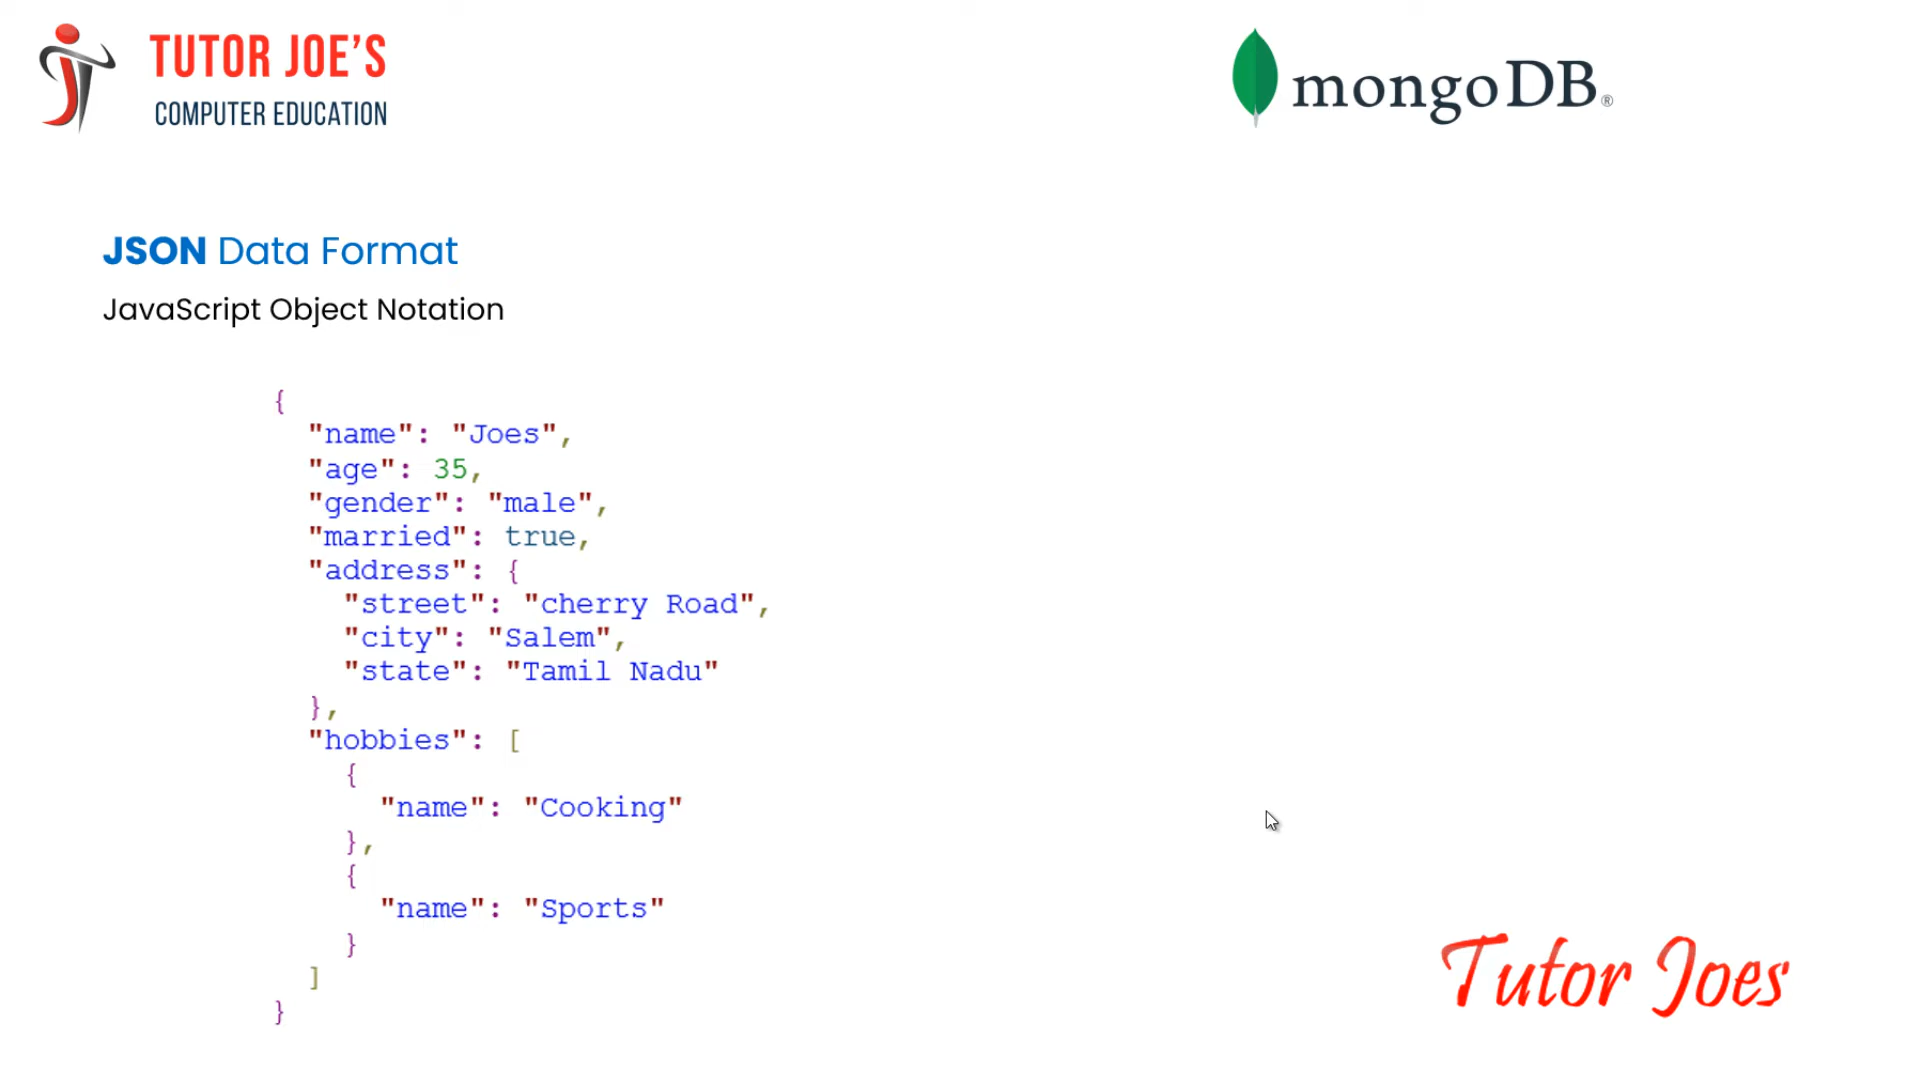 TUTOR JOE'S
COMPUTER EDUCATION
mongoDB®
JSON Data Format
JavaScript Object Notation
{
"name": "Joes",
"age": 35,
"gender": "male",
"married": true,
"address": {
"street": "cherry Road",
"city": "Salem",
"state": "Tamil Nadu"
},
"hobbies": [
{
"name": "Cooking"
},
{
"name": "Sports"
}
]
}
Tutor Joes